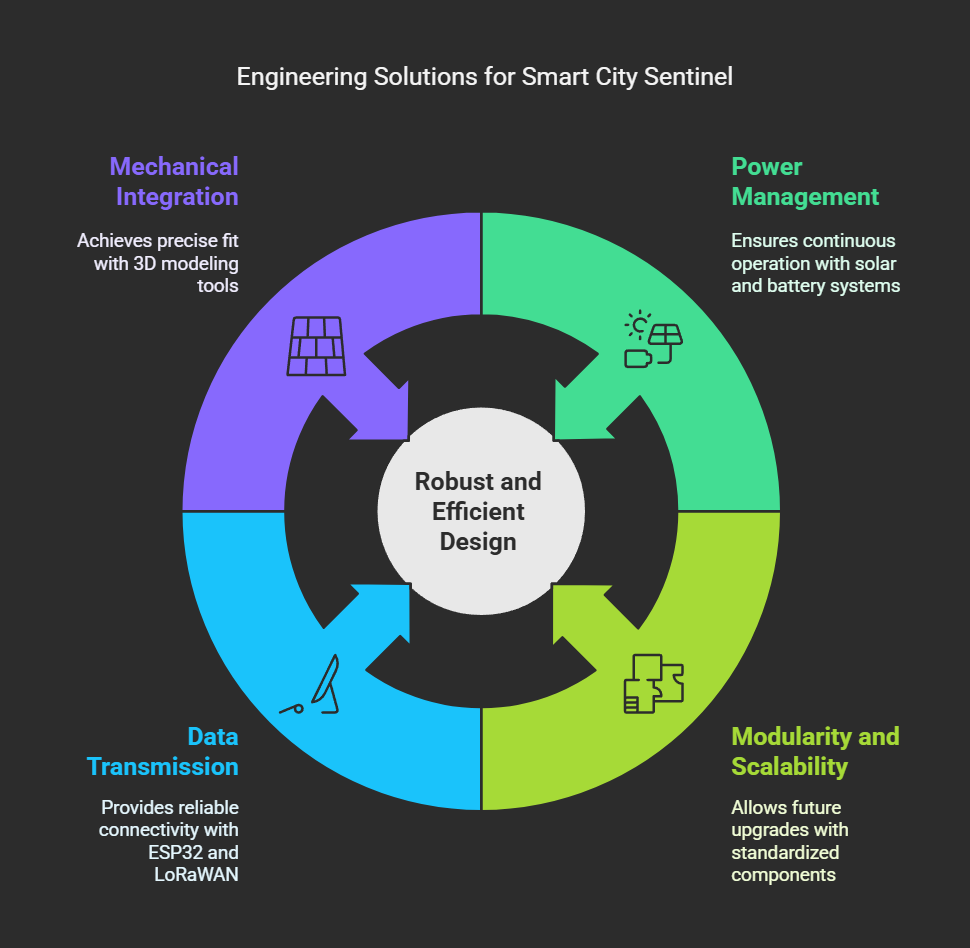 Engineering Solutions for Smart City Sentinel
Mechanical
Integration
Achieves precise fit
with 3D modeling
tools
Power
Management
Ensures continuous
operation with solar
and battery systems
Robust and
Efficient
Design
Data
Transmission
Provides reliable
connectivity with
ESP32 and
LoRaWAN
Modularity and
Scalability
Allows future
upgrades with
standardized
components